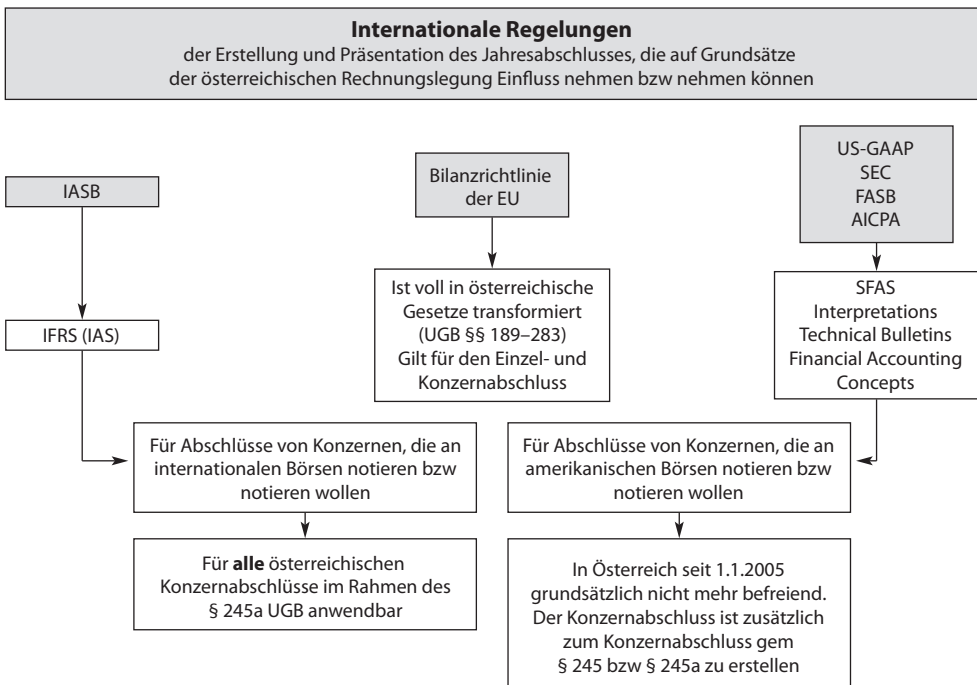 Internationale Regelungen
der Erstellung und Präsentation des Jahresabschlusses, die auf Grundsätze
der österreichischen Rechnungslegung Einfluss nehmen bzw nehmen können
IASB
Bilanzrichtlinie
der EU
US-GAAP
SEC
FASB
AICPA
IFRS (IAS)
Ist voll in österreichische
Gesetze transformiert
(UGB §§ 189–283)
Gilt für den Einzel- und
Konzernabschluss
SFAS
Interpretations
Technical Bulletins
Financial Accounting
Concepts
Für Abschlüsse von Konzernen, die an
internationalen Börsen notieren bzw
notieren wollen
Für Abschlüsse von Konzernen, die an
amerikanischen Börsen notieren bzw
notieren wollen
Für alle österreichischen
Konzernabschlüsse im Rahmen des
§ 245a UGB anwendbar
In Österreich seit 1.1.2005
grundsätzlich nicht mehr befreiend.
Der Konzernabschluss ist zusätzlich
zum Konzernabschluss gem
§ 245 bzw § 245a zu erstellen